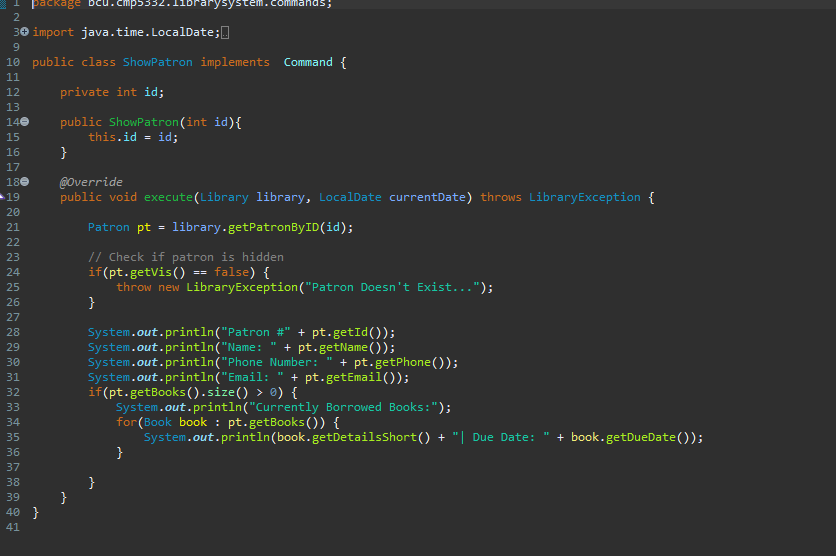 1 package bcu.cmp5332.librarysystem.commands;
2
3 import java.time.LocalDate;
9
10 public class ShowPatron implements  Command {
11
12     private int id;
13
14     public ShowPatron(int id){
15         this.id = id;
16     }
17
18     @Override
19     public void execute(Library library, LocalDate currentDate) throws LibraryException {
20
21         Patron pt = library.getPatronByID(id);
22
23         // Check if patron is hidden
24         if(pt.getVis() == false) {
25             throw new LibraryException("Patron Doesn't Exist...");
26         }
27
28         System.out.println("Patron #" + pt.getId());
29         System.out.println("Name: " + pt.getName());
30         System.out.println("Phone Number: " + pt.getPhone());
31         System.out.println("Email: " + pt.getEmail());
32         if(pt.getBooks().size() > 0) {
33             System.out.println("Currently Borrowed Books:");
34             for(Book book : pt.getBooks()) {
35                 System.out.println(book.getDetailsShort() + "| Due Date: " + book.getDueDate());
36             }
37
38         }
39     }
40 }
41